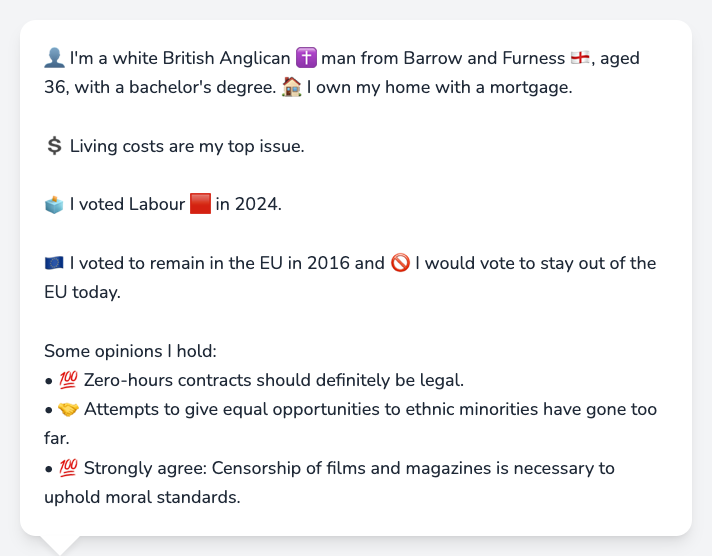 👤 I'm a white British Anglican ✝️ man from Barrow and Furness 🏴󠁧󠁢󠁥󠁮󠁧󠁿, aged
36, with a bachelor's degree. 🏠 I own my home with a mortgage.
💲 Living costs are my top issue.
🗳️ I voted Labour 🟥 in 2024.
🇪🇺 I voted to remain in the EU in 2016 and 🚫 I would vote to stay out of the
EU today.
Some opinions I hold:
• 💯 Zero-hours contracts should definitely be legal.
• 🤝 Attempts to give equal opportunities to ethnic minorities have gone too
far.
• 💯 Strongly agree: Censorship of films and magazines is necessary to
uphold moral standards.